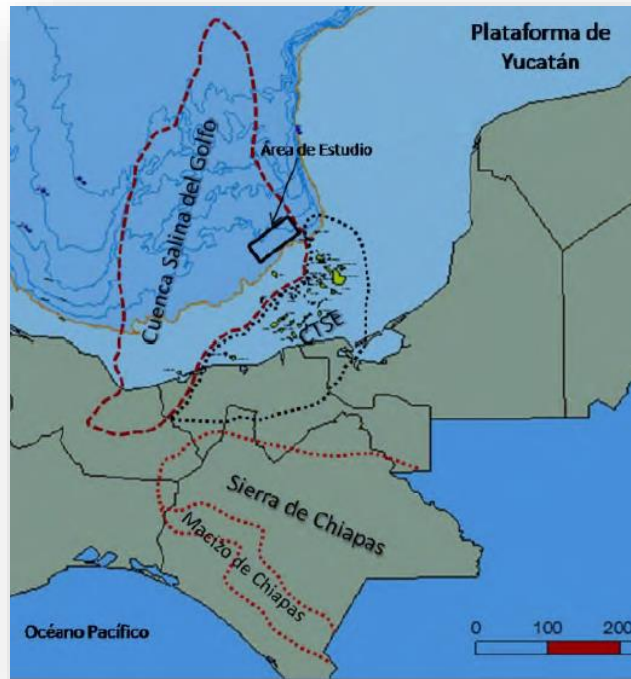 Plataforma de
Yucatán
Área de Estudio
Cuenca Salina del Golfo
CTSE
Sierra de Chiapas
Macizo de Chiapas
Océano Pacífico
0 100 200